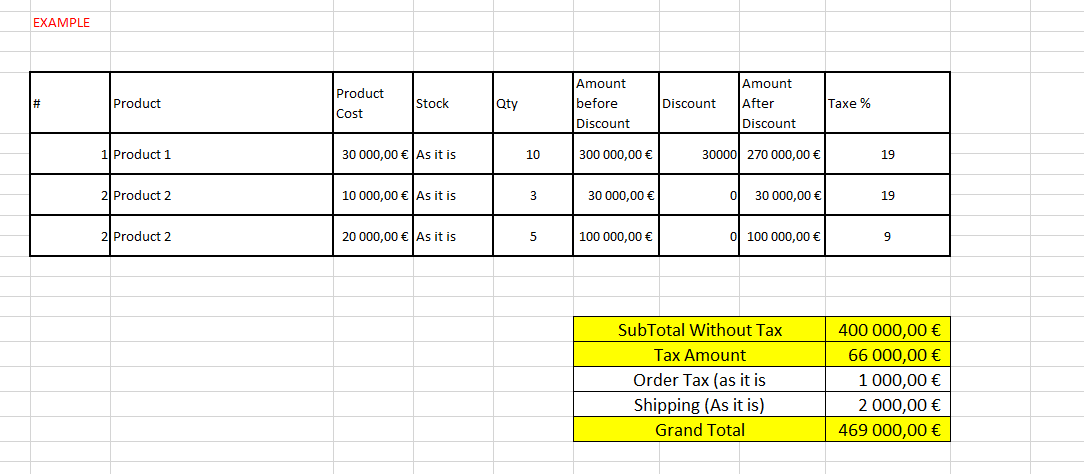 EXAMPLE
# Product Product Cost Stock Qty Amount before Discount Discount Amount After Discount Taxe %
1 Product 1 30 000,00 € As it is 10 300 000,00 € 30000 270 000,00 € 19
2 Product 2 10 000,00 € As it is 3 30 000,00 € 0 30 000,00 € 19
2 Product 2 20 000,00 € As it is 5 100 000,00 € 0 100 000,00 € 9
SubTotal Without Tax 400 000,00 €
Tax Amount 66 000,00 €
Order Tax (as it is 1 000,00 €
Shipping (As it is) 2 000,00 €
Grand Total 469 000,00 €